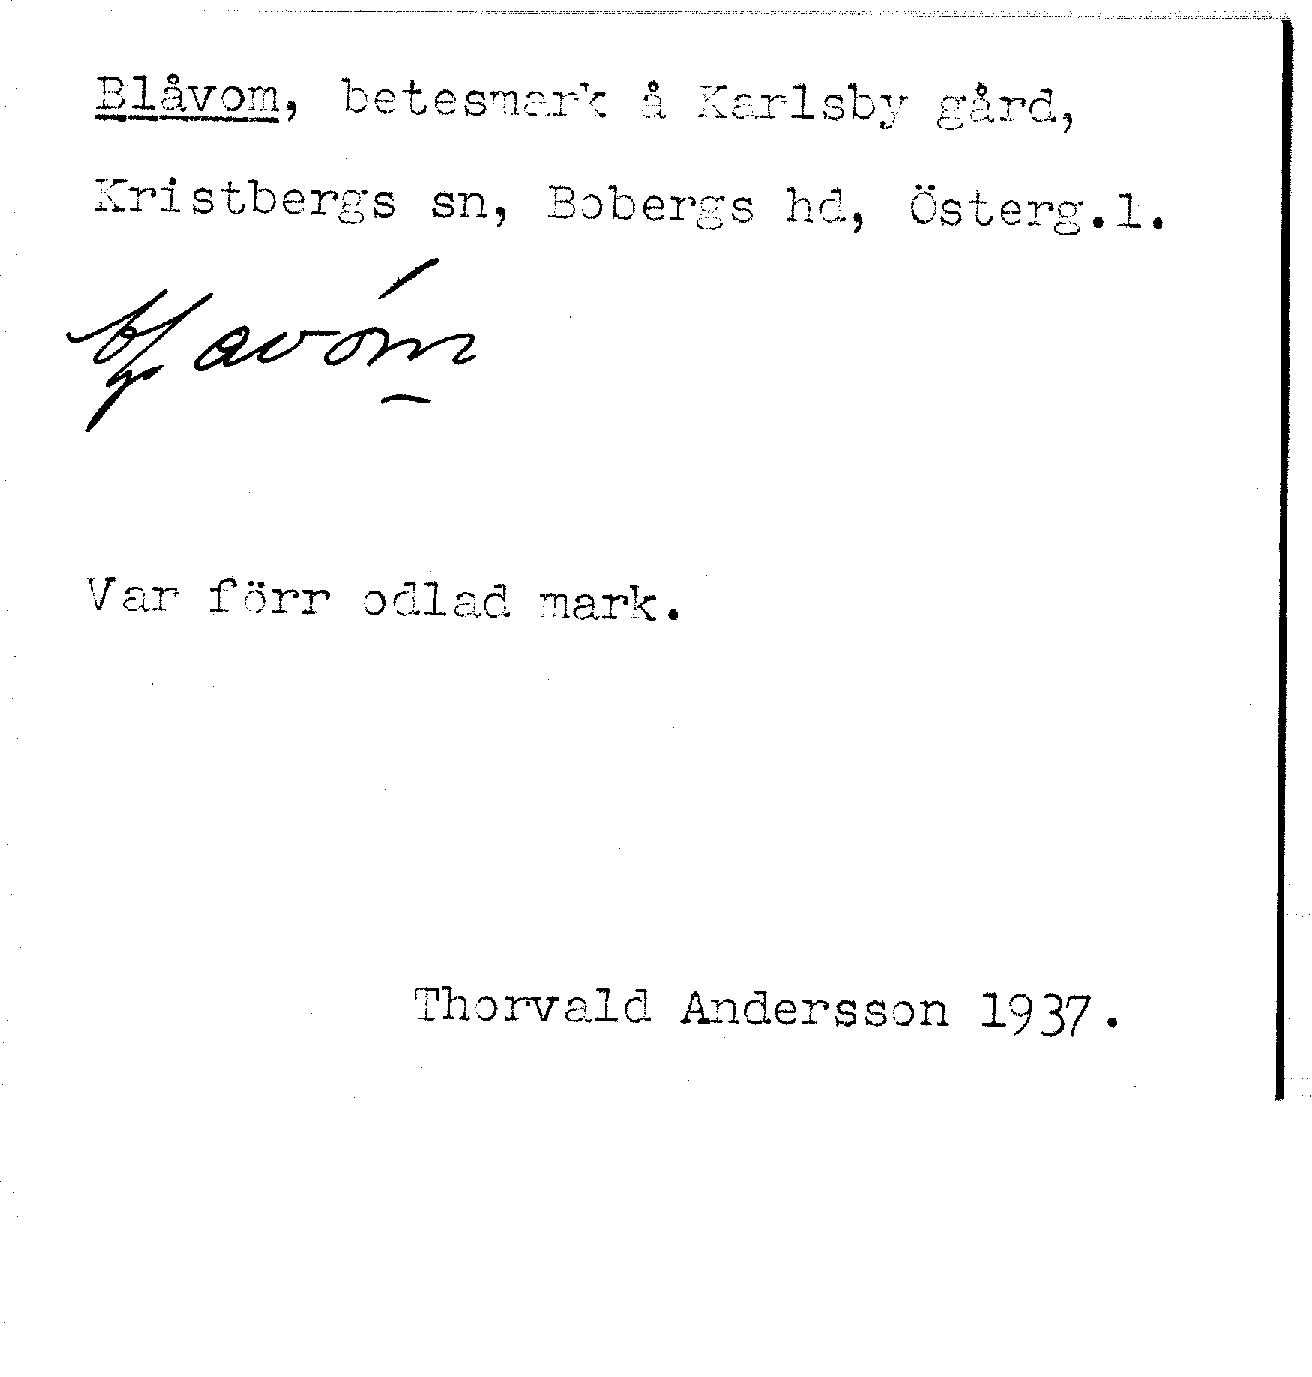 Blåvom, betesmark å Karlsby gård,
Kristbergs sn, Bobergs hd, Österg.l.
Var förr odlad mark.
Thorvald Andersson 1937.